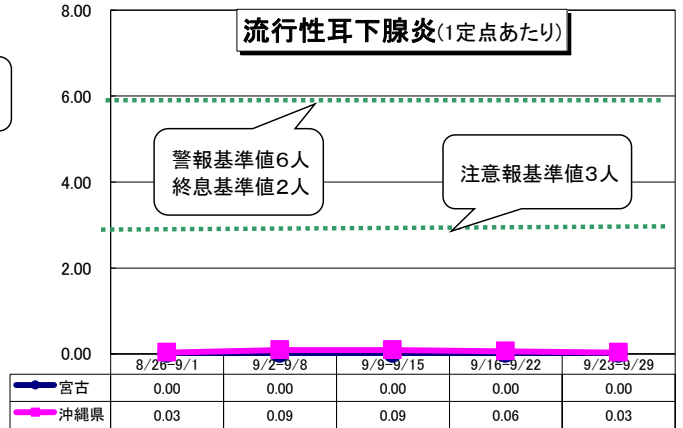 流行性耳下腺炎(1定点あたり)
8.00
6.00
警報基準値6人
終息基準値2人
注意報基準値3人
4.00
2.00
0.00
8/26-9/1 9/2-9/8 9/9-9/15 9/16-9/22 9/23-9/29
宮古 0.00 0.00 0.00 0.00 0.00
沖縄県 0.03 0.09 0.09 0.06 0.03